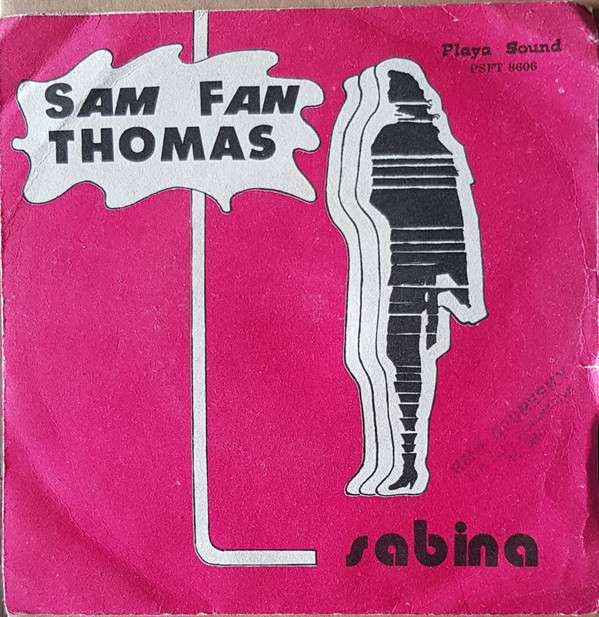 SAM FAN
THOMAS
Playa Sound
PSFT 8606
sabina